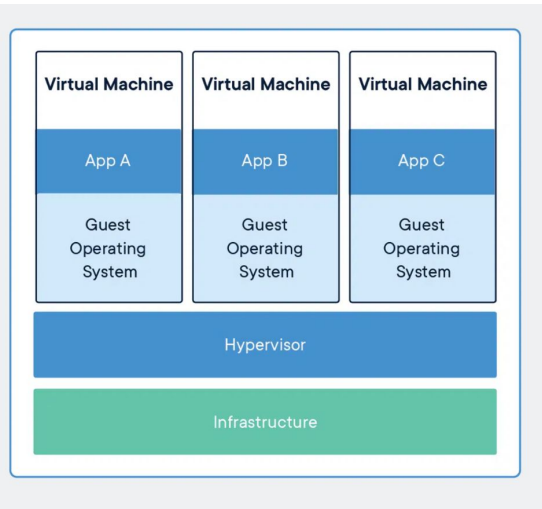 Virtual Machine
Virtual Machine
Virtual Machine
App A
App B
App C
Guest
Operating
System
Guest
Operating
System
Guest
Operating
System
Hypervisor
Infrastructure